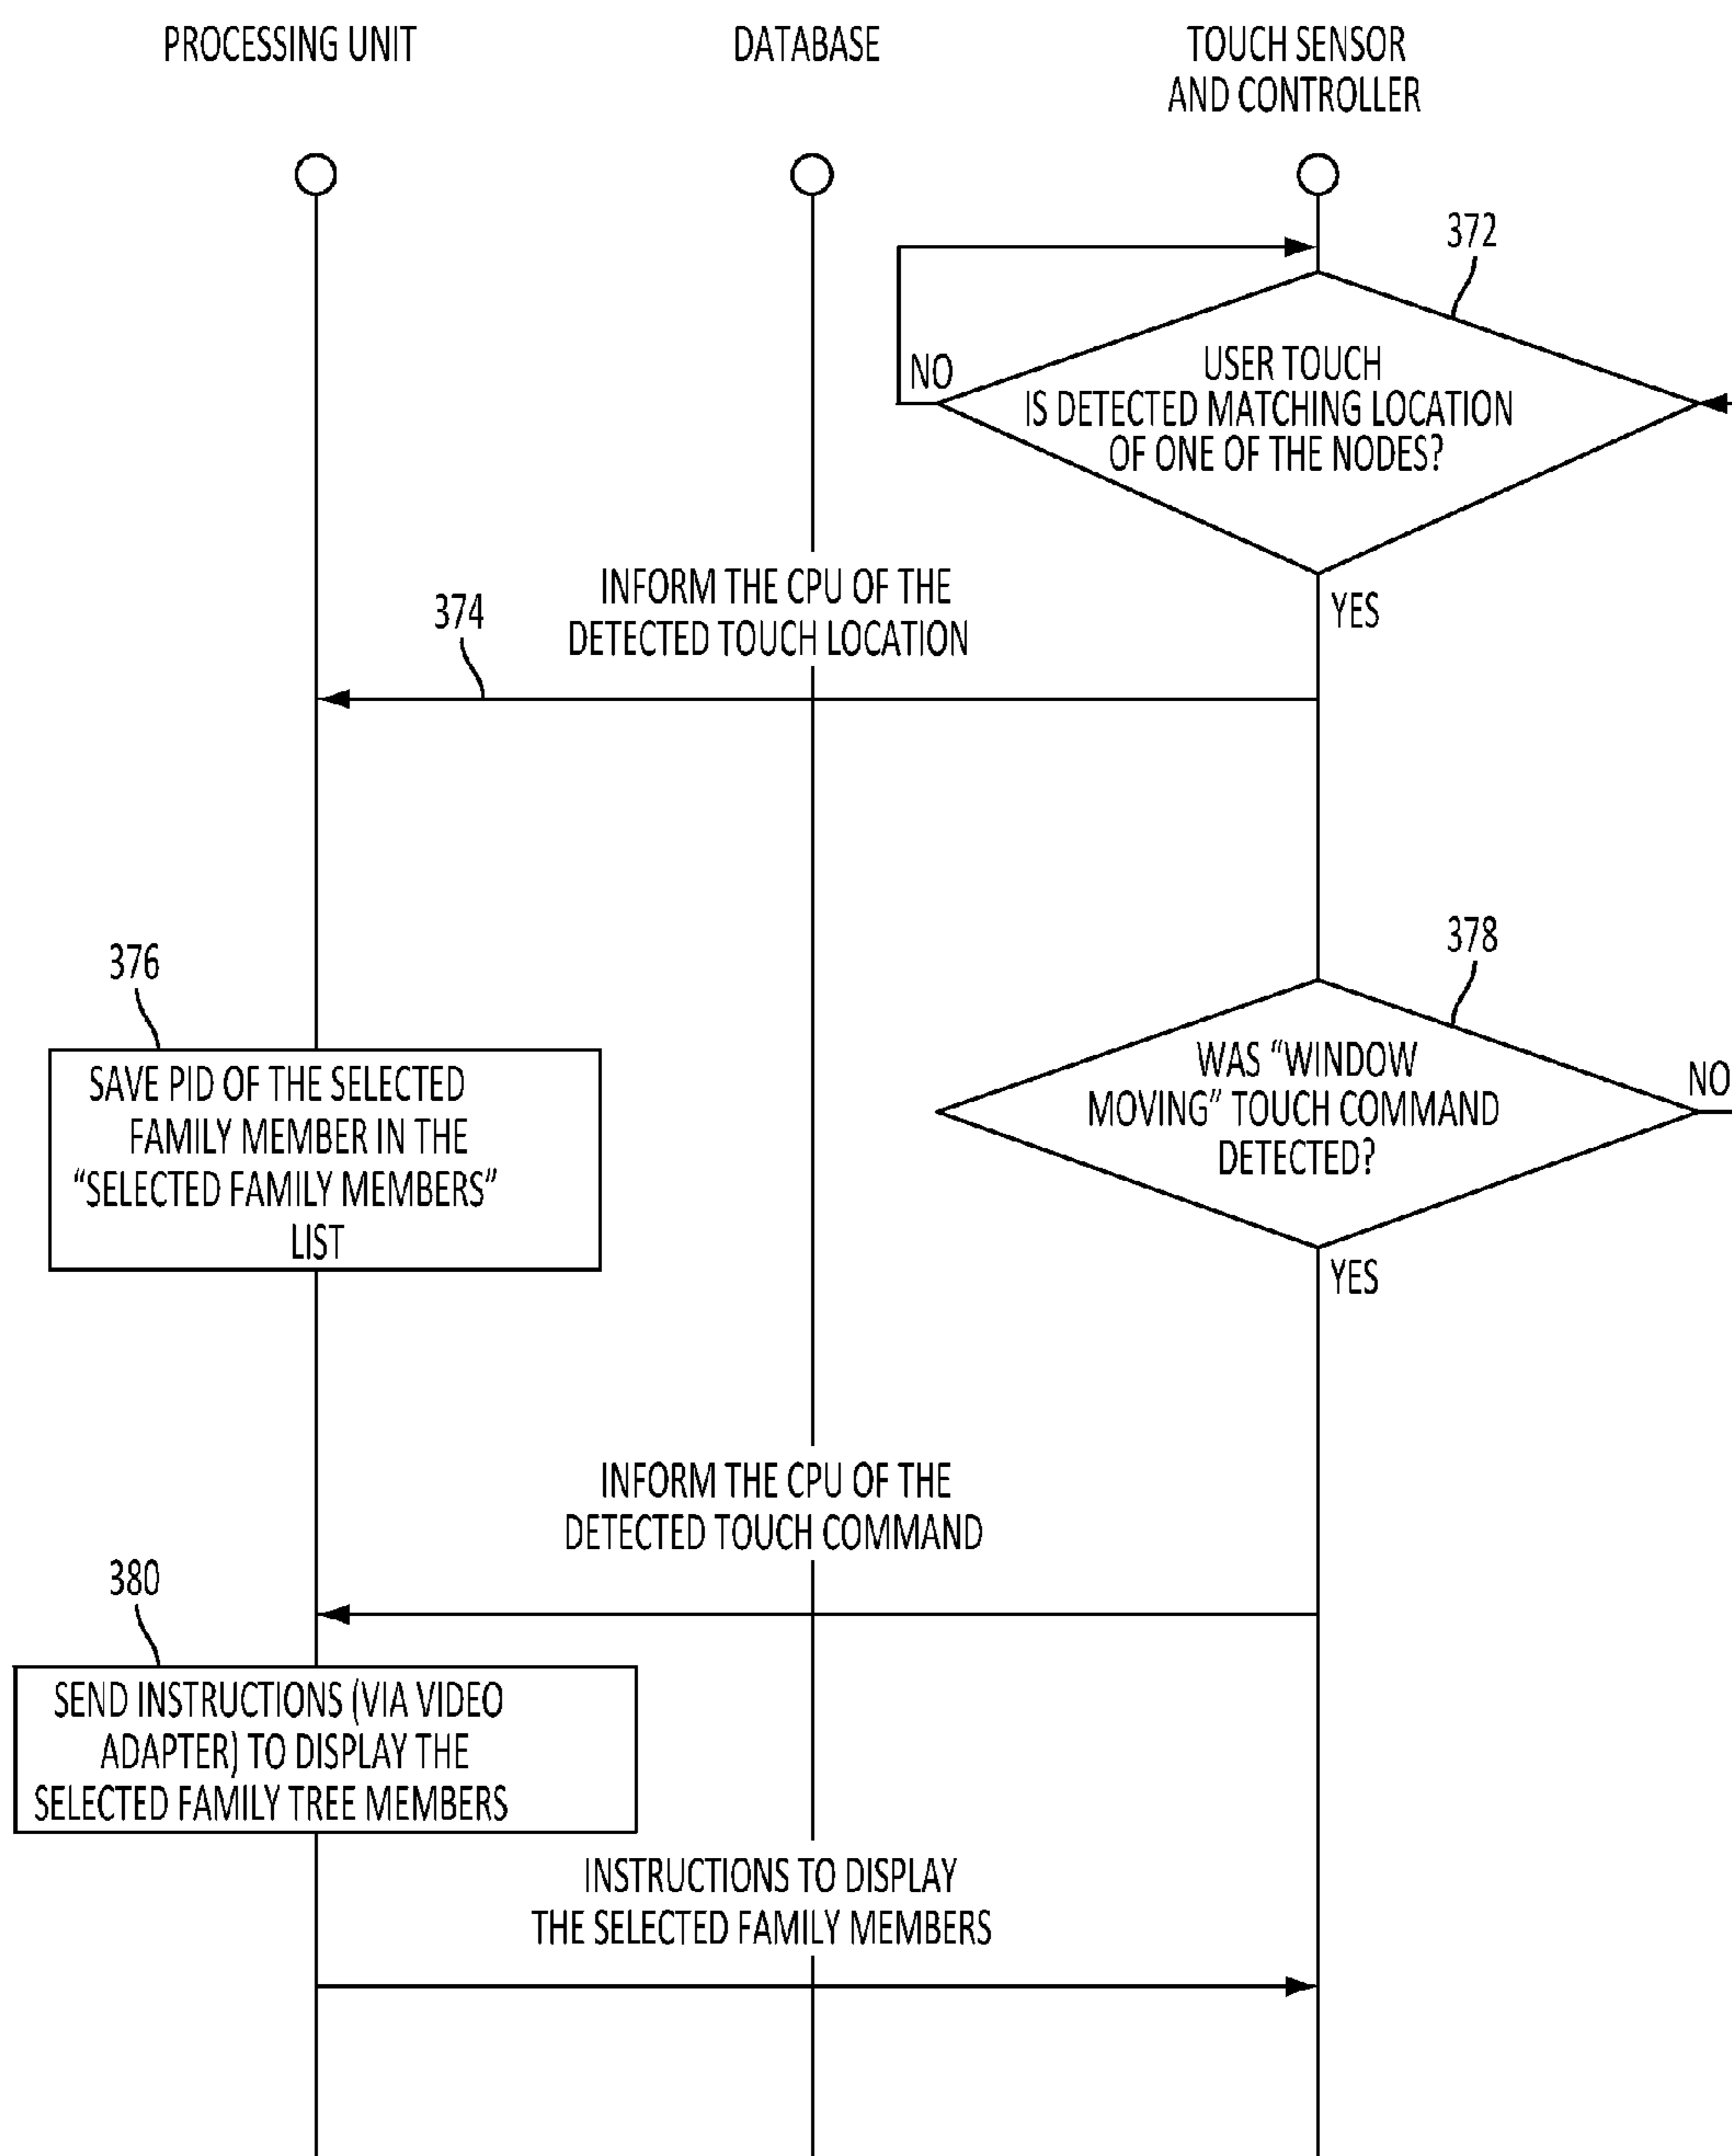 PROCESSING UNIT
DATABASE
TOUCH SENSOR
AND CONTROLLER
372
NO
USER TOUCH
IS DETECTED MATCHING LOCATION
OF ONE OF THE NODES?
YES
374
INFORM THE CPU OF THE
DETECTED TOUCH LOCATION
376
SAVE PID OF THE SELECTED
FAMILY MEMBER IN THE
“SELECTED FAMILY MEMBERS”
LIST
378
WAS “WINDOW
MOVING” TOUCH COMMAND
DETECTED?
NO
YES
INFORM THE CPU OF THE
DETECTED TOUCH COMMAND
380
SEND INSTRUCTIONS (VIA VIDEO
ADAPTER) TO DISPLAY THE
SELECTED FAMILY TREE MEMBERS
INSTRUCTIONS TO DISPLAY
THE SELECTED FAMILY MEMBERS